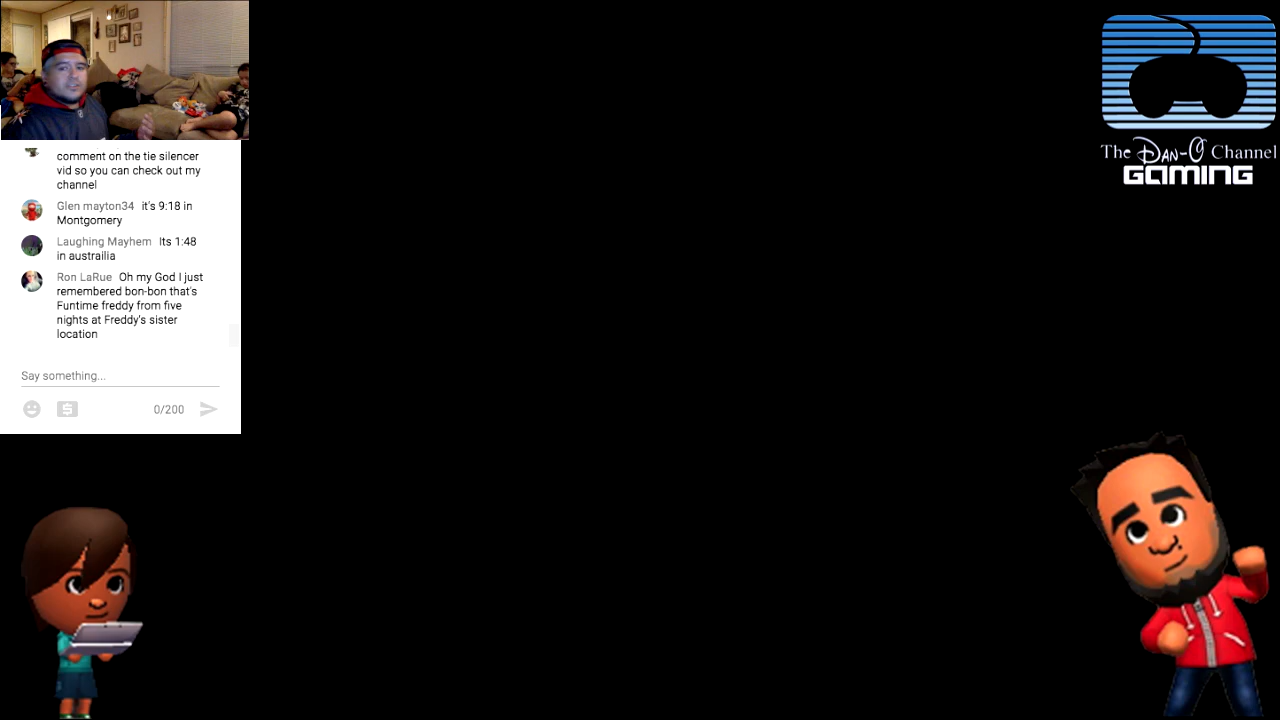 comment on the tie silencer
vid so you can check out my
channel
Glen mayton34 it's 9:18 in
Montgomery
Laughing Mayhem Its 1:48
in austrailia
Ron LaRue Oh my God I just
remembered bon-bon that's
Funtime freddy from five
nights at Freddy's sister
location
Say something...
0/200
The Dan-O Channel
GAMING